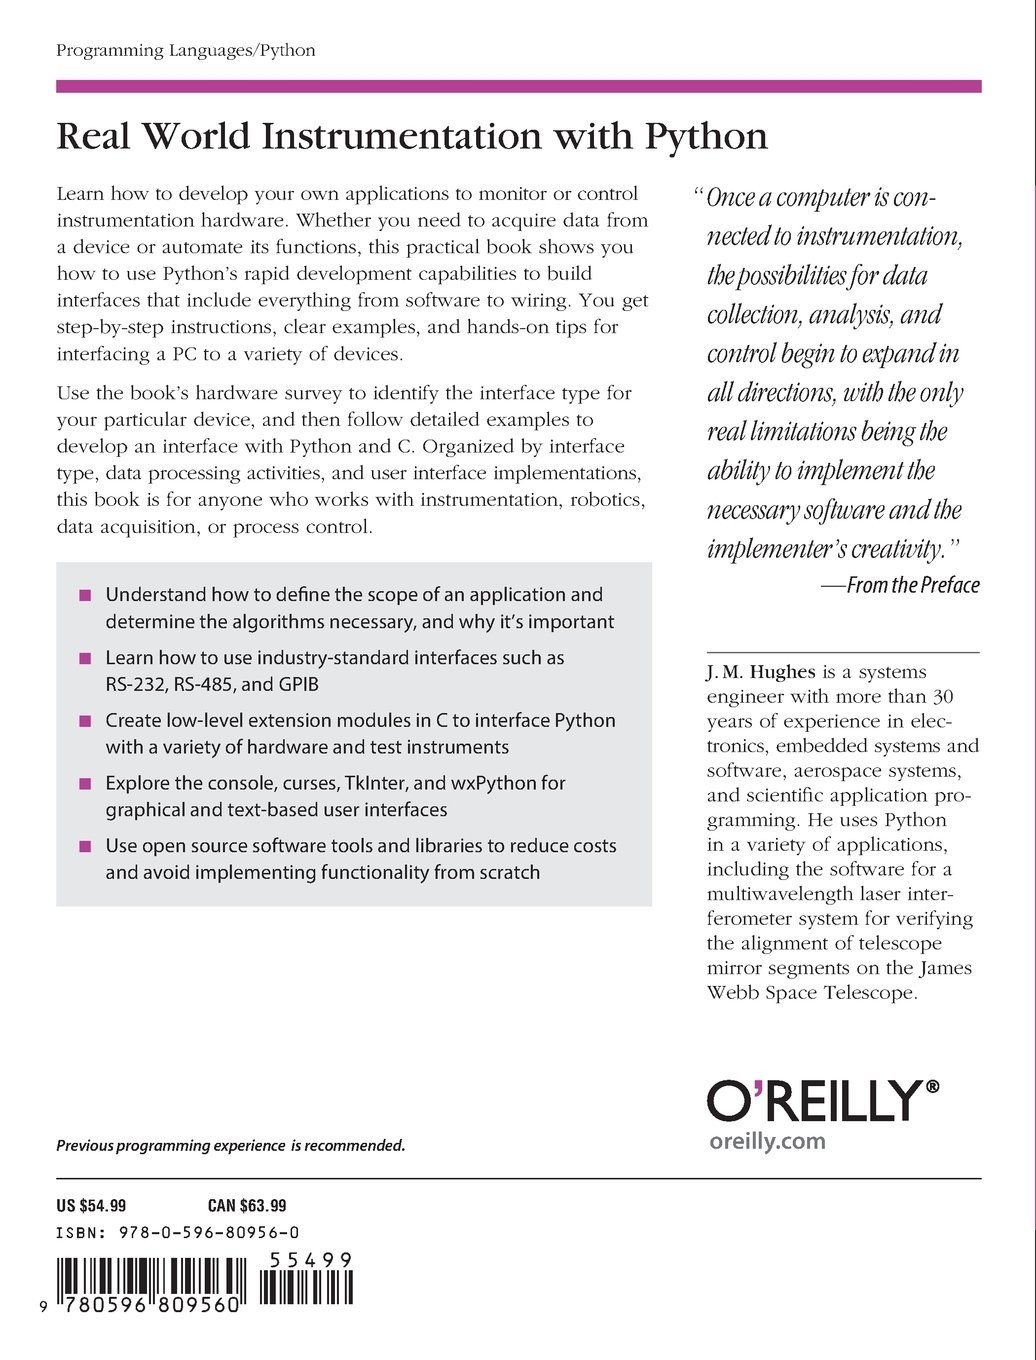 Programming Languages/Python
Real World Instrumentation with Python
Learn how to develop your own applications to monitor or control
instrumentation hardware. Whether you need to acquire data from
a device or automate its functions, this practical book shows you
how to use Python's rapid development capabilities to build
interfaces that include everything from software to wiring. You get
step-by-step instructions, clear examples, and hands-on tips for
interfacing a PC to a variety of devices.
Use the book's hardware survey to identify the interface type for
your particular device, and then follow detailed examples to
develop an interface with Python and C. Organized by interface
type, data processing activities, and user interface implementations,
this book is for anyone who works with instrumentation, robotics,
data acquisition, or process control.
■ Understand how to define the scope of an application and
determine the algorithms necessary, and why it's important
■ Learn how to use industry-standard interfaces such as
RS-232, RS-485, and GPIB
■ Create low-level extension modules in C to interface Python
with a variety of hardware and test instruments
■ Explore the console, curses, TkInter, and wxPython for
graphical and text-based user interfaces
■ Use open source software tools and libraries to reduce costs
and avoid implementing functionality from scratch
"Once a computer is con-
nected to instrumentation,
the possibilities for data
collection, analysis, and
control begin to expand in
all directions, with the only
real limitations being the
ability to implement the
necessary software and the
implementer's creativity."
—From the Preface
J. M. Hughes is a systems
engineer with more than 30
years of experience in elec-
tronics, embedded systems and
software, aerospace systems,
and scientific application pro-
gramming. He uses Python
in a variety of applications,
including the software for a
multiwavelength laser inter-
ferometer system for verifying
the alignment of telescope
mirror segments on the James
Webb Space Telescope.
O'REILLY®
oreilly.com
Previous programming experience is recommended.
US $54.99 CAN $63.99
ISBN: 978-0-596-80956-0
55499
9 780596 809560